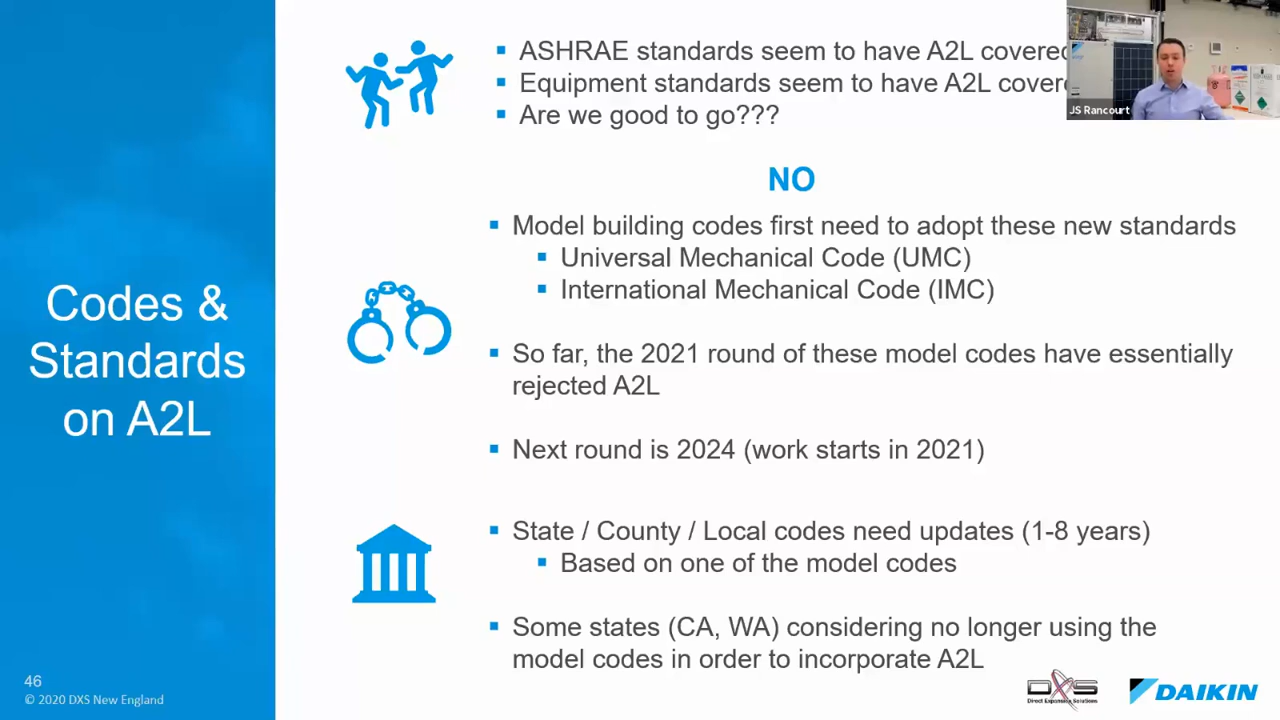 ASHRAE standards seem to have A2L covered
Equipment standards seem to have A2L cover
Are we good to go???
JS Rancourt
NO
Model building codes first need to adopt these new standards
Universal Mechanical Code (UMC)
International Mechanical Code (IMC)
Codes &
Standards
on A2L
So far, the 2021 round of these model codes have essentially
rejected A2L
Next round is 2024 (work starts in 2021)
State / County / Local codes need updates (1-8 years)
Based on one of the model codes
Some states (CA, WA) considering no longer using the
model codes in order to incorporate A2L
46
© 2020 DXS New England
DXS
Direct Expansion Solutions
DAIKIN